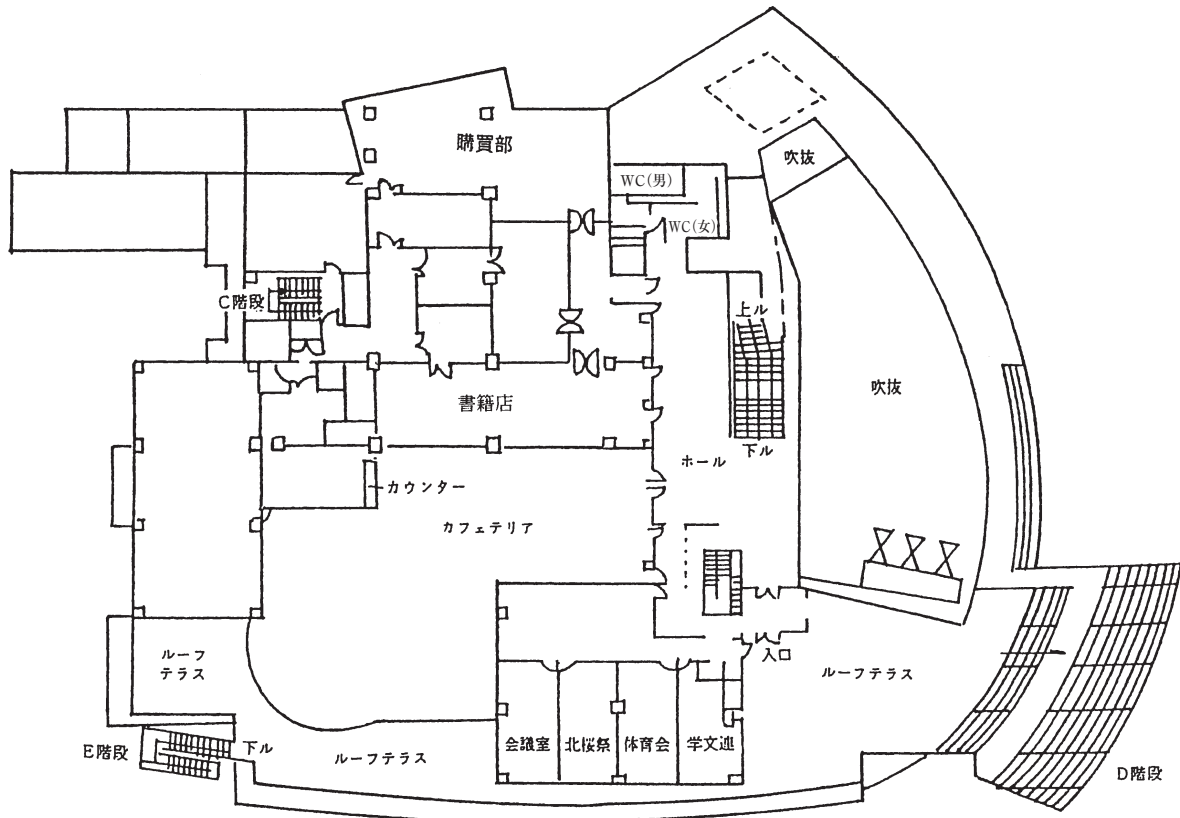 購買部
吹抜
WC(男)
WC(女)
C階段
上ル
吹抜
書籍店
下ル
ホール
カウンター
カフェテリア
ルーフ
テラス
入口
ルーフテラス
会議室
北桜祭
体育会
学文連
E階段
下ル
ルーフテラス
D階段